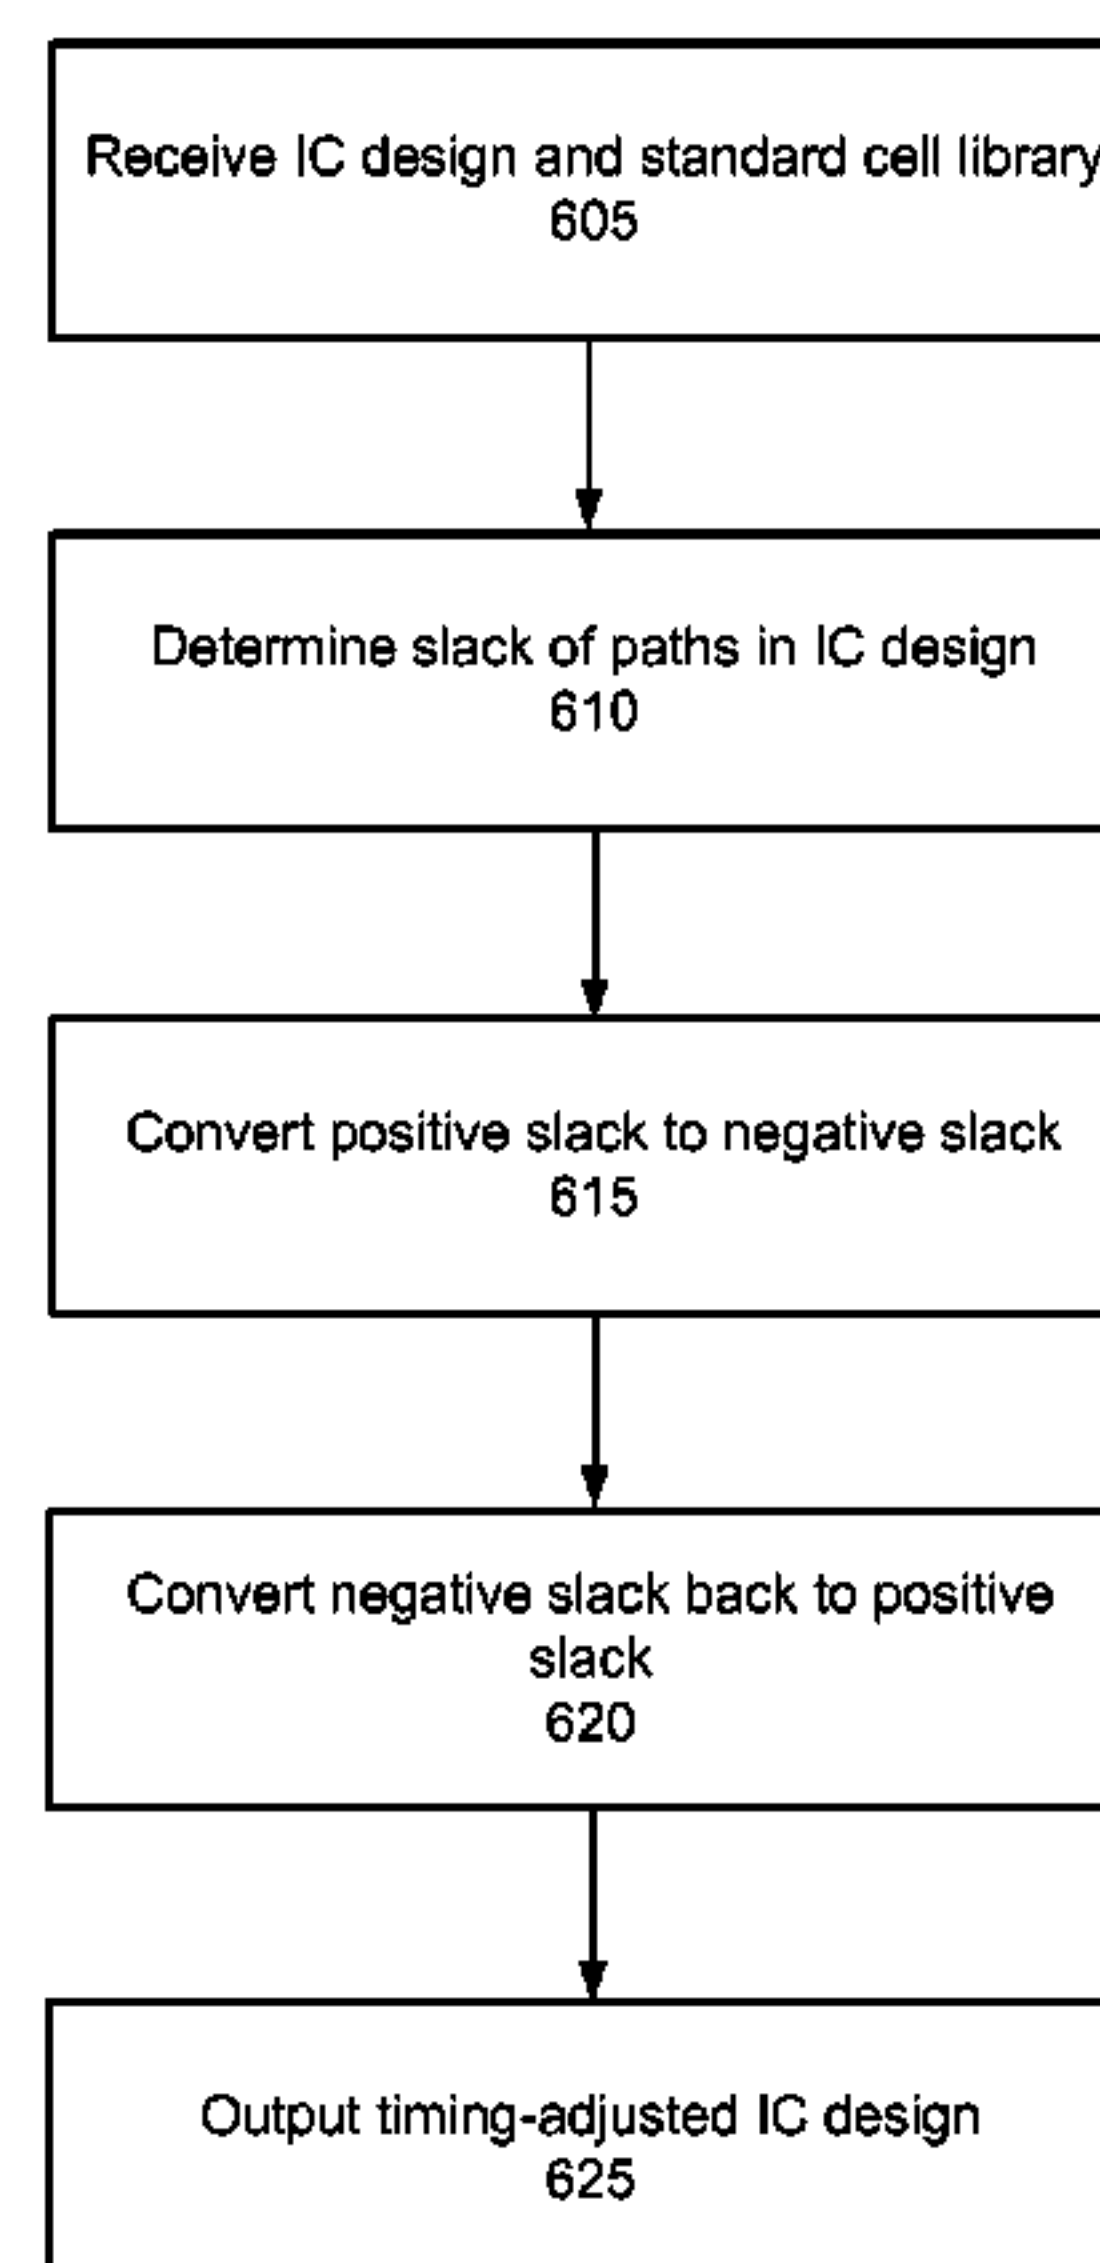 Receive IC design and standard cell library
605
Determine slack of paths in IC design
610
Convert positive slack to negative slack
615
Convert negative slack back to positive
slack
620
Output timing-adjusted IC design
625